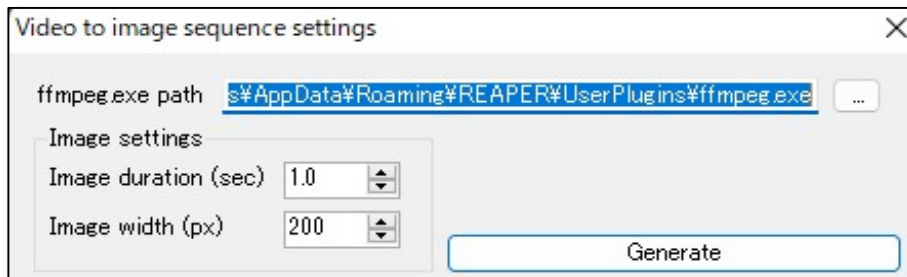 Video to image sequence settings
ffmpeg.exe path s¥AppData¥Roaming¥REAPER¥UserPlugins¥ffmpeg.exe ...
Image settings
Image duration (sec) 1.0
Image width (px) 200
Generate